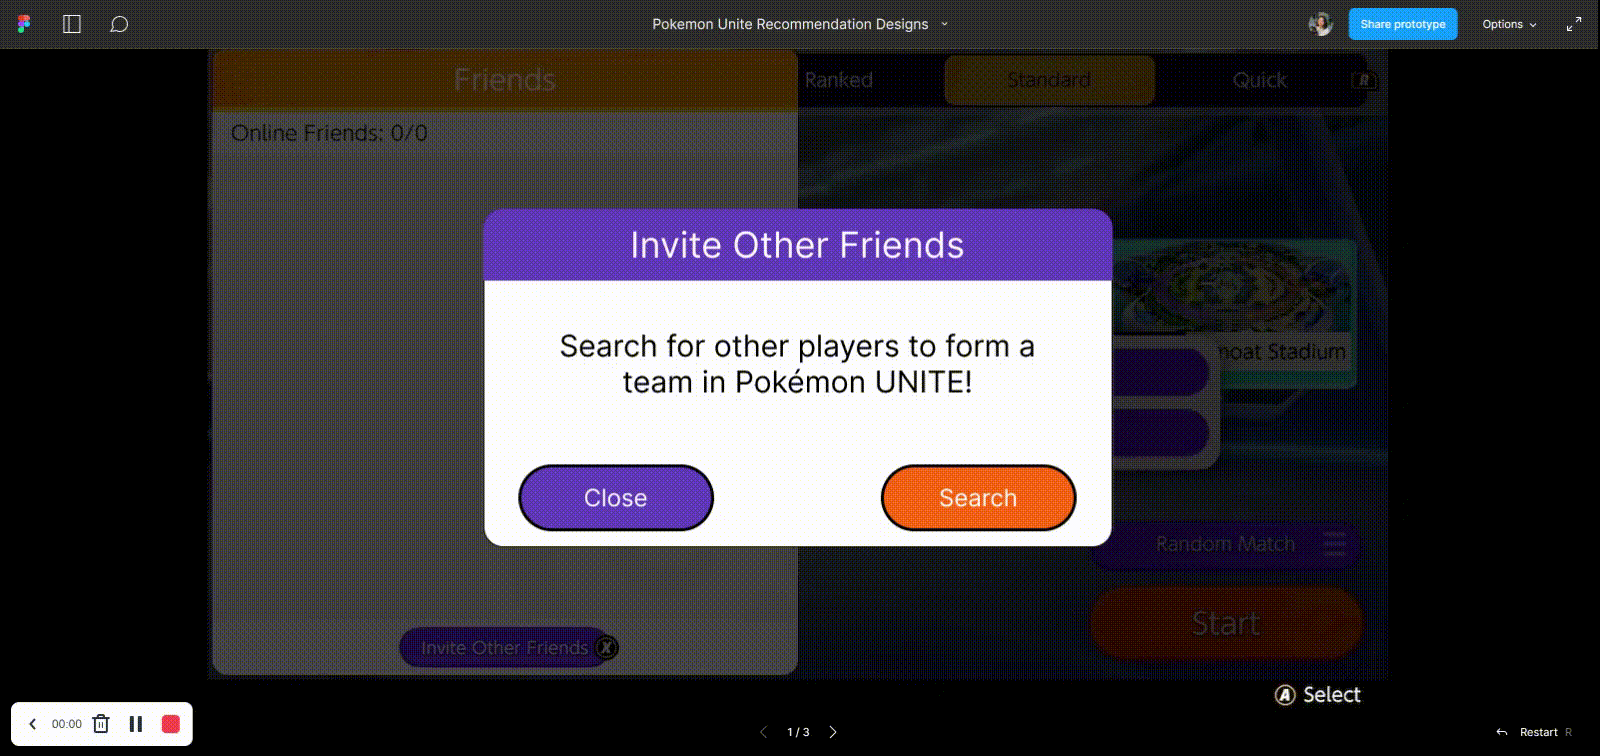 Pokemon Unite Recommendation Designs
Share prototype
Options
Friends
Ranked
Standard
Quick
R
Online Friends: 0/0
Invite Other Friends
Search for other players to form a
team in Pokémon UNITE!
moat Stadium
Close
Search
Random Match
Start
Invite Other Friends X
A Select
00:00
1 / 3
Restart R